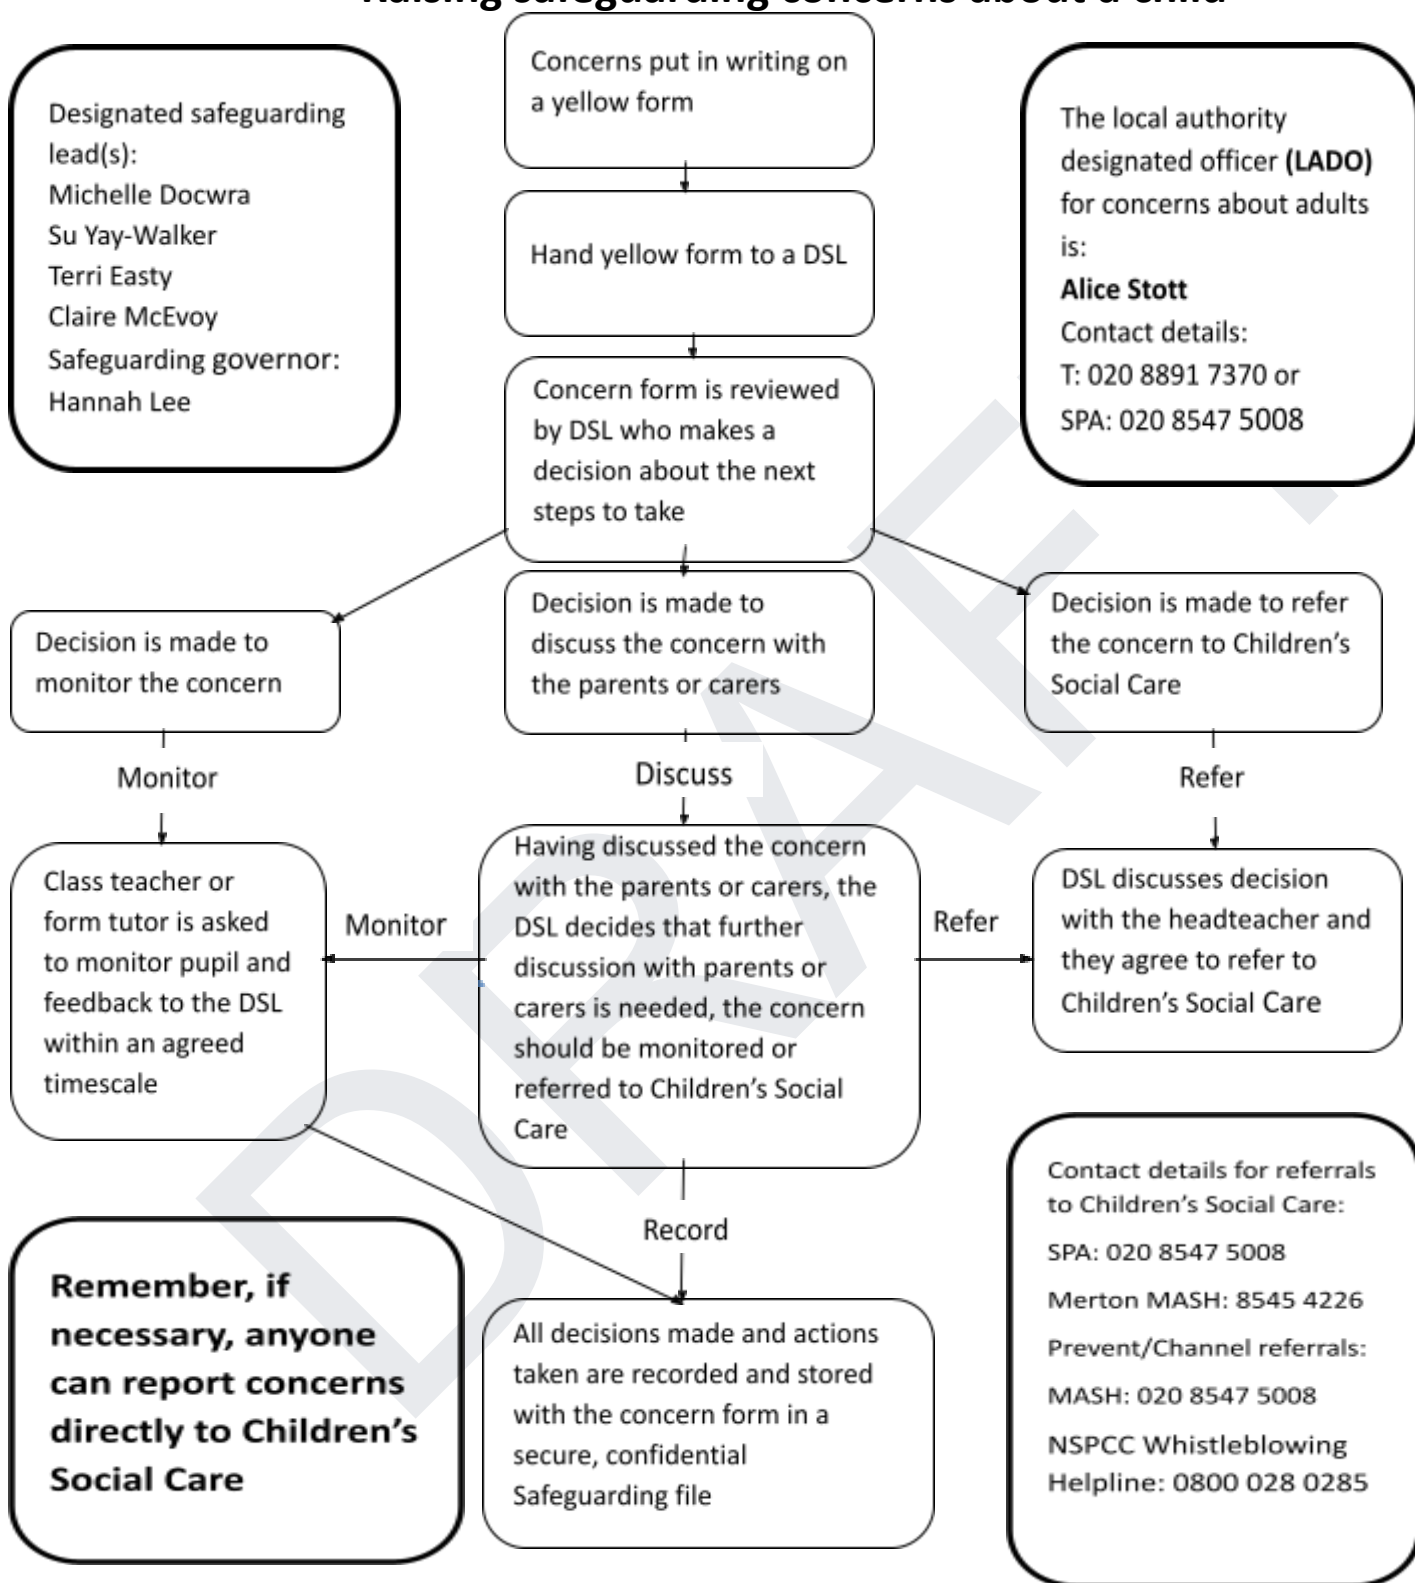 Raising safeguarding concerns about a child
Concerns put in writing on
a yellow form
Designated safeguarding
lead(s):
Michelle Docwra
Su Yay-Walker
Terri Easty
Claire McEvoy
Safeguarding governor:
Hannah Lee
The local authority
designated officer (LADO)
for concerns about adults
is:
Alice Stott
Contact details:
T: 020 8891 7370 or
SPA: 020 8547 5008
Hand yellow form to a DSL
Concern form is reviewed
by DSL who makes a
decision about the next
steps to take
Decision is made to
monitor the concern
Decision is made to
discuss the concern with
the parents or carers
Decision is made to refer
the concern to Children’s
Social Care
Monitor
Discuss
Refer
Class teacher or
form tutor is asked
to monitor pupil and
feedback to the DSL
within an agreed
timescale
Monitor
Having discussed the concern
with the parents or carers, the
DSL decides that further
discussion with parents or
carers is needed, the concern
should be monitored or
referred to Children’s Social
Care
Refer
DSL discusses decision
with the headteacher and
they agree to refer to
Children’s Social Care
Record
Remember, if
necessary, anyone
can report concerns
directly to Children’s
Social Care
All decisions made and actions
taken are recorded and stored
with the concern form in a
secure, confidential
Safeguarding file
Contact details for referrals
to Children’s Social Care:
SPA: 020 8547 5008
Merton MASH: 8545 4226
Prevent/Channel referrals:
MASH: 020 8547 5008
NSPCC Whistleblowing
Helpline: 0800 028 0285
DRAFT